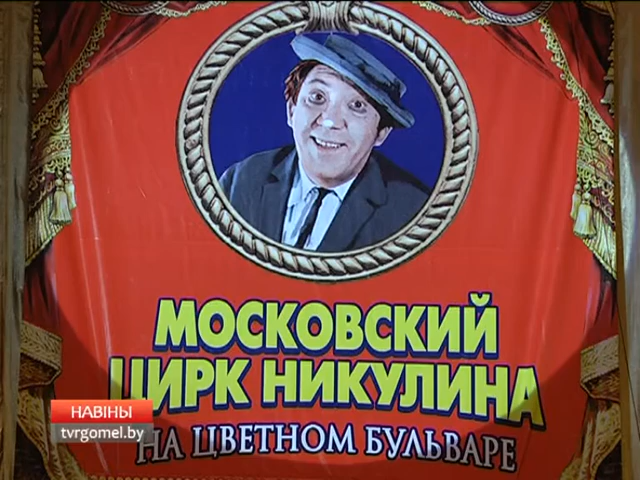 МОСКОВСКИЙ
ЦИРК НИКУЛИНА
НА ЦВЕТНОМ БУЛЬВАРЕ
НАВІНЫ
tvrgomel.by